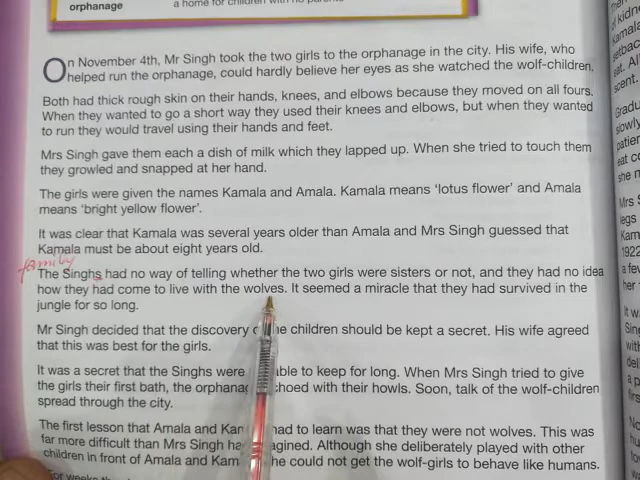 orphanage a home for children with no parents
On November 4th, Mr Singh took the two girls to the orphanage in the city. His wife, who
helped run the orphanage, could hardly believe her eyes as she watched the wolf-children.
Both had thick rough skin on their hands, knees, and elbows because they moved on all fours.
When they wanted to go a short way they used their knees and elbows, but when they wanted
to run they would travel using their hands and feet.
Mrs Singh gave them each a dish of milk which they lapped up. When she tried to touch them
they growled and snapped at her hand.
The girls were given the names Kamala and Amala. Kamala means 'lotus flower' and Amala
means 'bright yellow flower'.
It was clear that Kamala was several years older than Amala and Mrs Singh guessed that
Kamala must be about eight years old.
family
The Singhs had no way of telling whether the two girls were sisters or not, and they had no idea
how they had come to live with the wolves. It seemed a miracle that they had survived in the
jungle for so long.
Mr Singh decided that the discovery of the children should be kept a secret. His wife agreed
that this was best for the girls.
It was a secret that the Singhs were able to keep for long. When Mr Singh tried to give
the girls their first bath, the orphanag choed with their howls. Soon, talk of the wolf-children
spread through the city.
The first lesson that Amala and Kam had to learn was that they were not wolves. This was
far more difficult than Mrs Singh ha agined. Although she deliberately played with other
children in front of Amala and Kam he could not get the wolf-girls to behave like humans.
For weeks